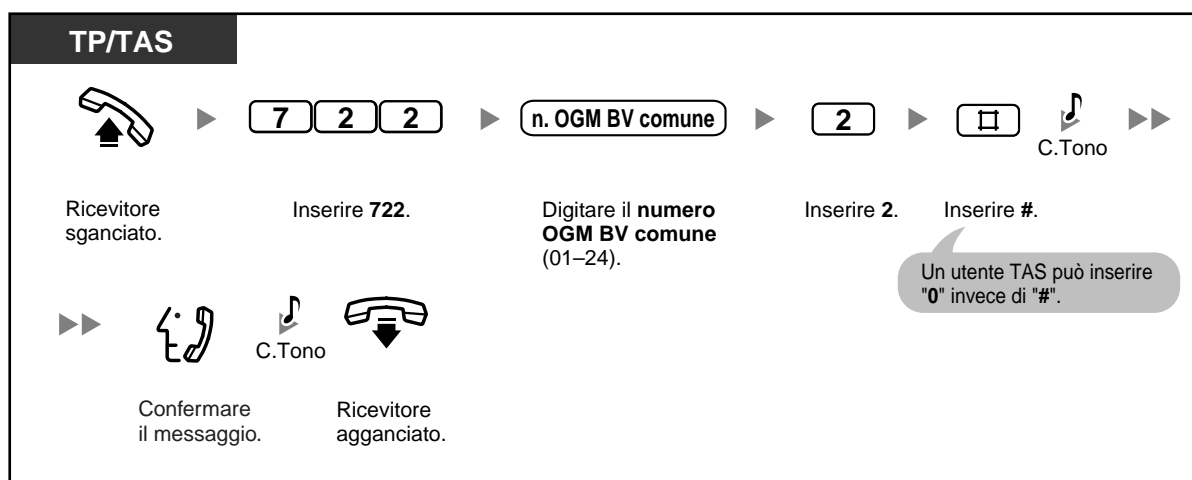 TP/TAS
7 2 2
n. OGM BV comune
2
C.Tono
Ricevitore
sganciato.
Inserire 722.
Digitare il numero
OGM BV comune
(01–24).
Inserire 2.
Inserire #.
Un utente TAS può inserire
"0" invece di "#".
C.Tono
Confermare
il messaggio.
Ricevitore
agganciato.